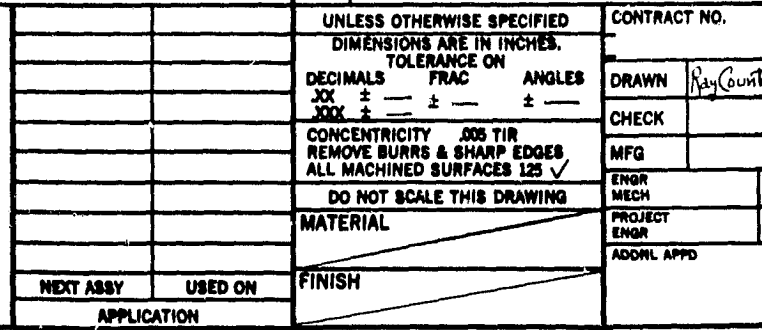 UNLESS OTHERWISE SPECIFIED
DIMENSIONS ARE IN INCHES.
TOLERANCE ON
DECIMALS FRAC ANGLES
.XX ± — ± — ± —
.XXX ± —
CONCENTRICITY .005 TIR
REMOVE BURRS & SHARP EDGES
ALL MACHINED SURFACES 125 √
DO NOT SCALE THIS DRAWING
MATERIAL
FINISH
NEXT ASSY USED ON
APPLICATION
CONTRACT NO.
DRAWN Ray
CHECK
MFG
ENGR
MECH
PROJECT
ENGR
ADDNL APPD